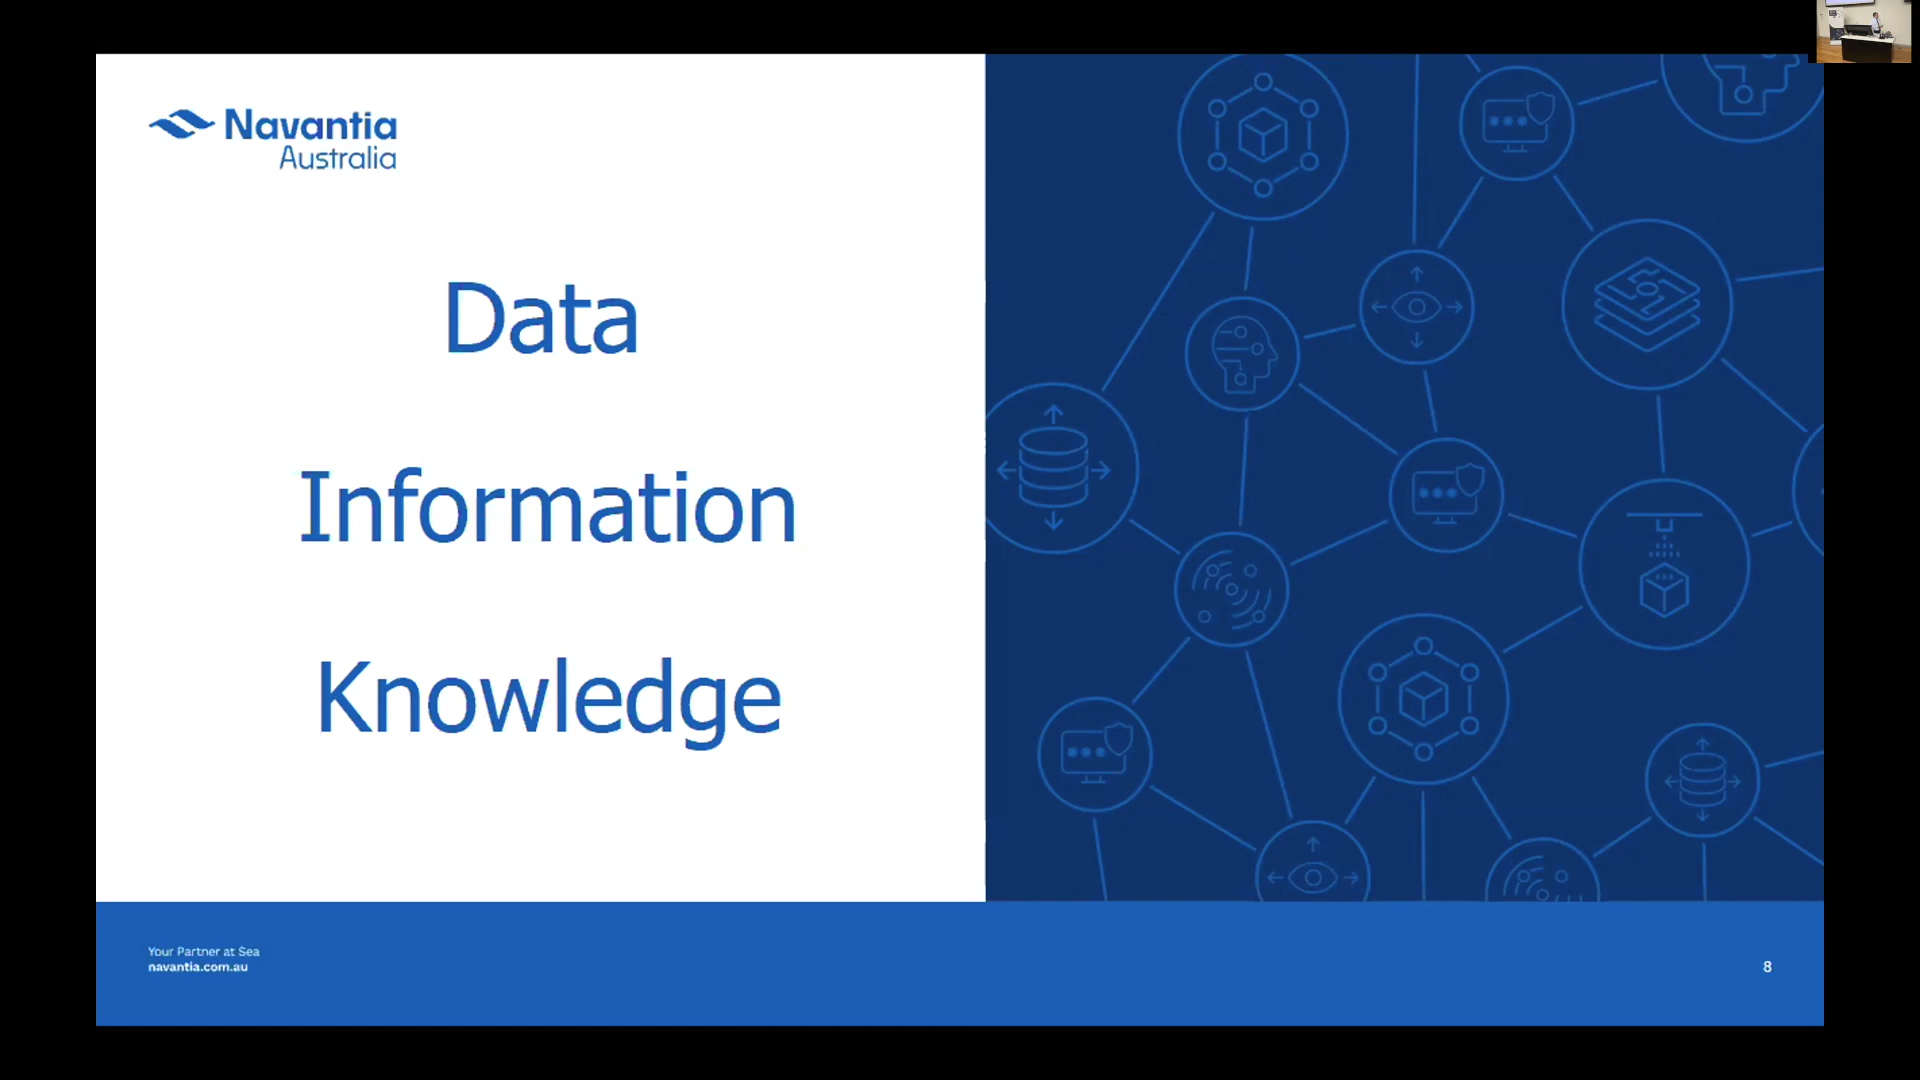 Navantia
Australia
Data
Information
Knowledge
Your Partner at Sea
navantia.com.au
8